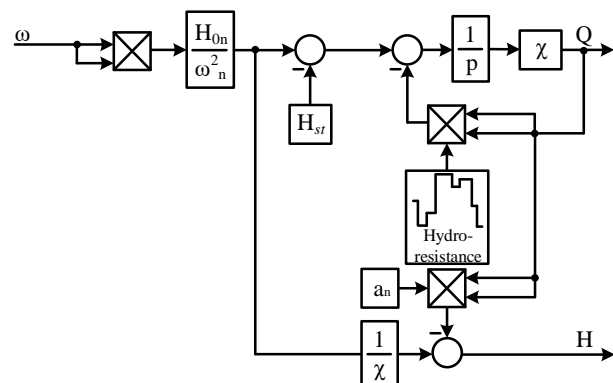 ω
H0n
ω²n
Hst
1
p
χ
Q
Hydro-
resistance
an
1
χ
H